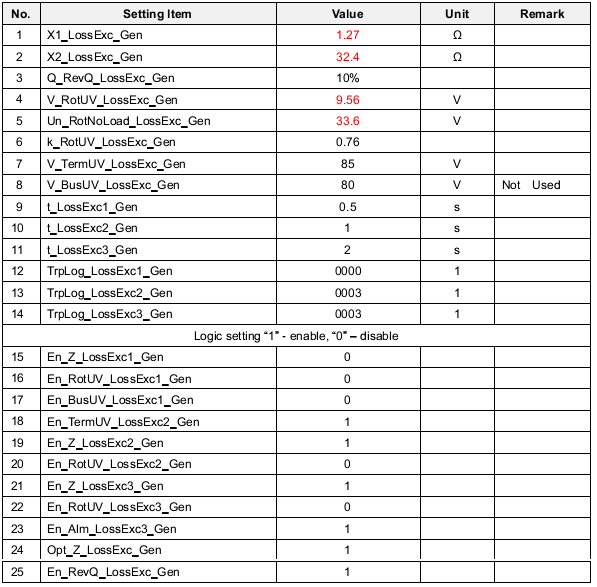 No. Setting Item Value Unit Remark
1 X1_LossExc_Gen 1.27 Ω
2 X2_LossExc_Gen 32.4 Ω
3 Q_RevQ_LossExc_Gen 10%
4 V_RotUV_LossExc_Gen 9.56 V
5 Un_RotNoLoad_LossExc_Gen 33.6 V
6 k_RotUV_LossExc_Gen 0.76
7 V_TermUV_LossExc_Gen 85 V
8 V_BusUV_LossExc_Gen 80 V Not Used
9 t_LossExc1_Gen 0.5 s
10 t_LossExc2_Gen 1 s
11 t_LossExc3_Gen 2 s
12 TrpLog_LossExc1_Gen 0000 1
13 TrpLog_LossExc2_Gen 0003 1
14 TrpLog_LossExc3_Gen 0003 1
Logic setting “1” - enable, “0” – disable
15 En_Z_LossExc1_Gen 0
16 En_RotUV_LossExc1_Gen 0
17 En_BusUV_LossExc1_Gen 0
18 En_TermUV_LossExc2_Gen 1
19 En_Z_LossExc2_Gen 1
20 En_RotUV_LossExc2_Gen 0
21 En_Z_LossExc3_Gen 1
22 En_RotUV_LossExc3_Gen 0
23 En_Alm_LossExc3_Gen 1
24 Opt_Z_LossExc_Gen 1
25 En_RevQ_LossExc_Gen 1